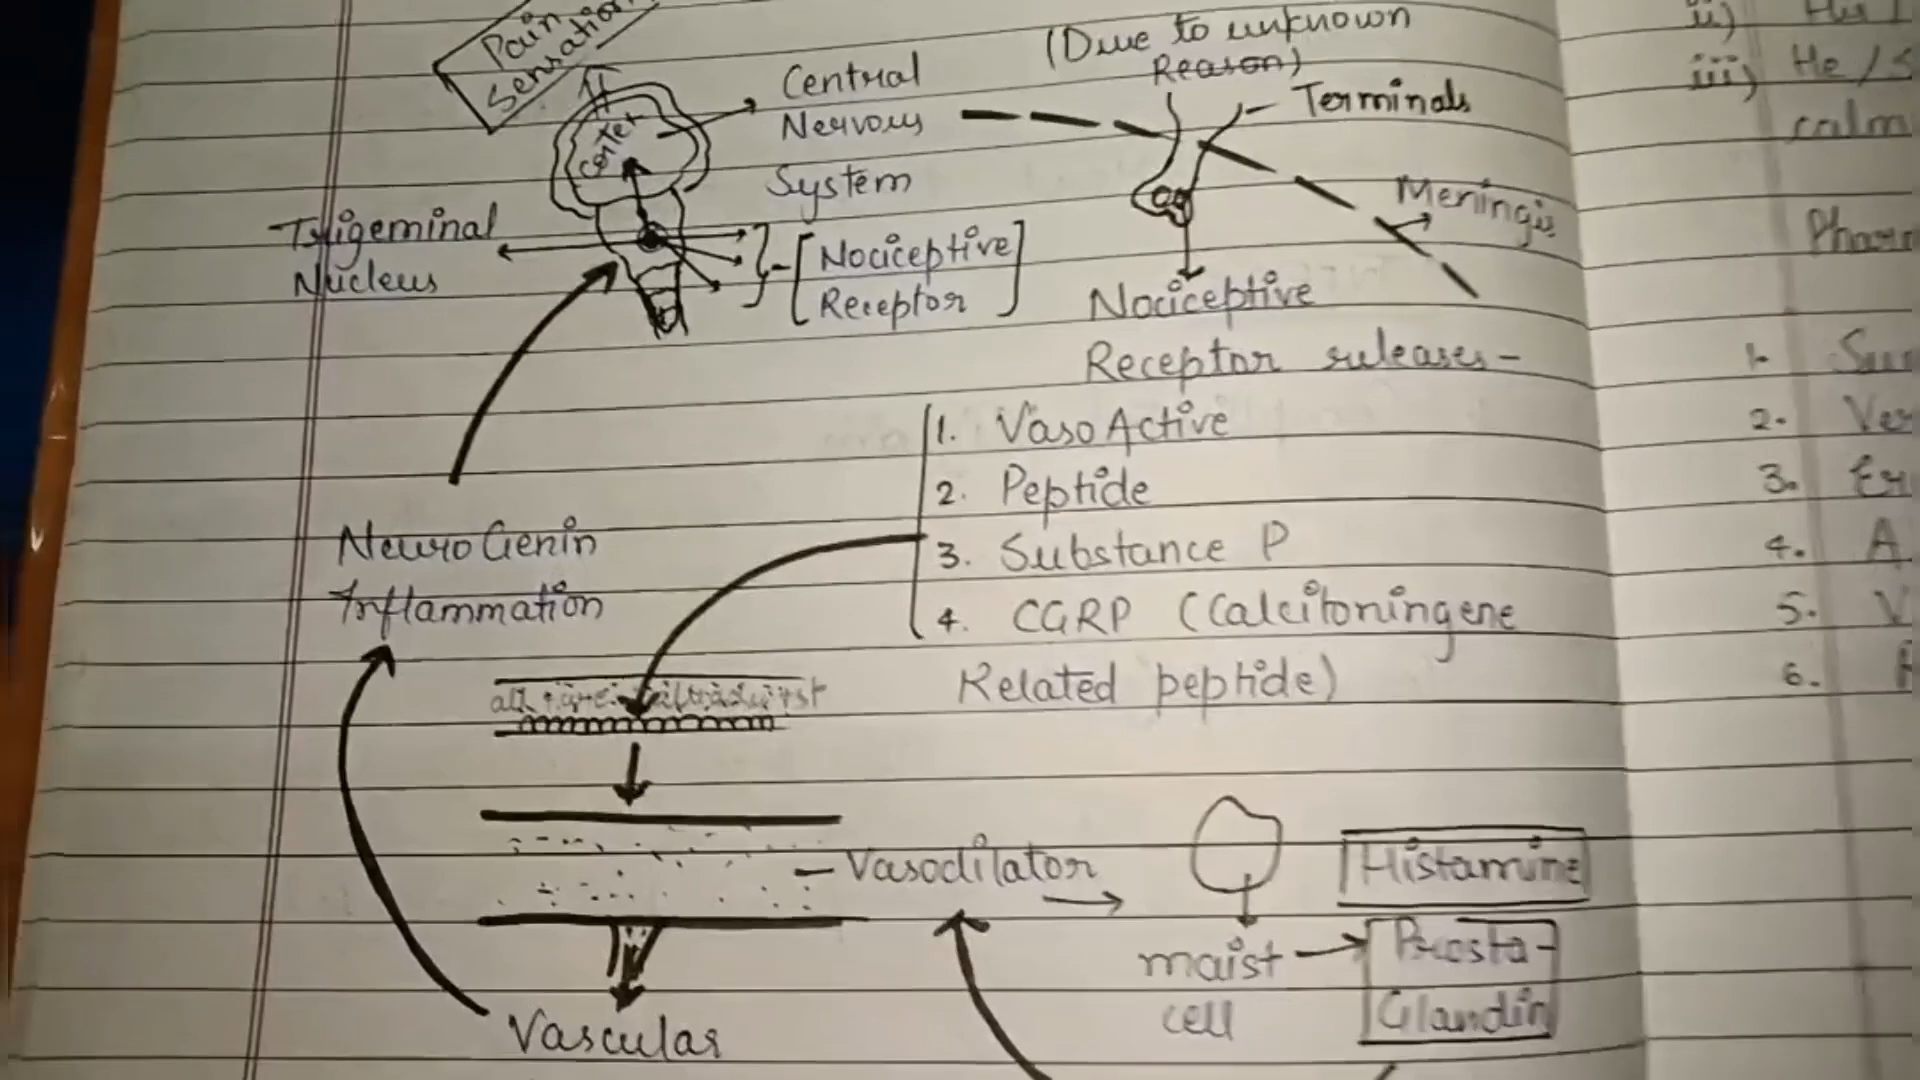 Pain
Sensation
Cortex
Central
Nervous
System
(Due to unknown
Reason)
Terminals
Meningis
Trigeminal
Nucleus
[Nociceptive
Receptor]
Nociceptive
Receptor releases-
1. VasoActive
2. Peptide
3. Substance P
4. CGRP (Calcitoningene
Related peptide)
NeuroGenin
Inflammation
Vasodilator
Histamine
maist
cell
Prosta-
Glandin
Vascular
ii)
iii) He/S
calm
1.
2. Ver
3.
4. A
5. V
6.